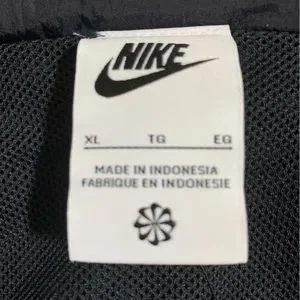 NIKE
XL TG EG
MADE IN INDONESIA
FABRIQUE EN INDONESIE